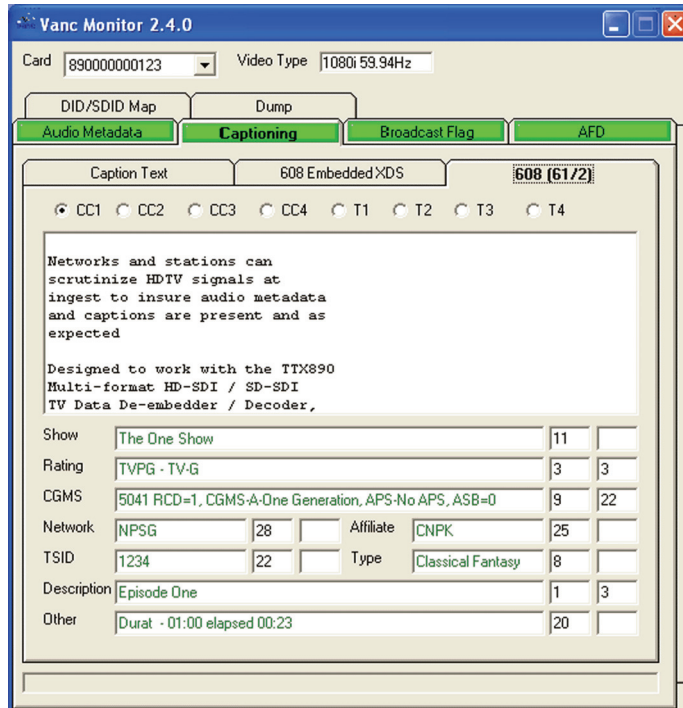 Vanc Monitor 2.4.0
Card 890000000123 Video Type 1080i 59.94Hz
DID/SDID Map Dump
Audio Metadata Captioning Broadcast Flag AFD
Caption Text 608 Embedded XDS 608 (61/2)
CC1 CC2 CC3 CC4 T1 T2 T3 T4
Networks and stations can
scrutinize HDTV signals at
ingest to insure audio metadata
and captions are present and as
expected
Designed to work with the TTX890
Multi-format HD-SDI / SD-SDI
TV Data De-embedder / Decoder,
Show The One Show 11
Rating TVPG - TV-G 3 3
CGMS 5041 RCD=1, CGMS-A-One Generation, APS-No APS, ASB=0 9 22
Network NPSG 28 Affiliate CNPK 25
TSID 1234 22 Type Classical Fantasy 8
Description Episode One 1 3
Other Durat - 01:00 elapsed 00:23 20